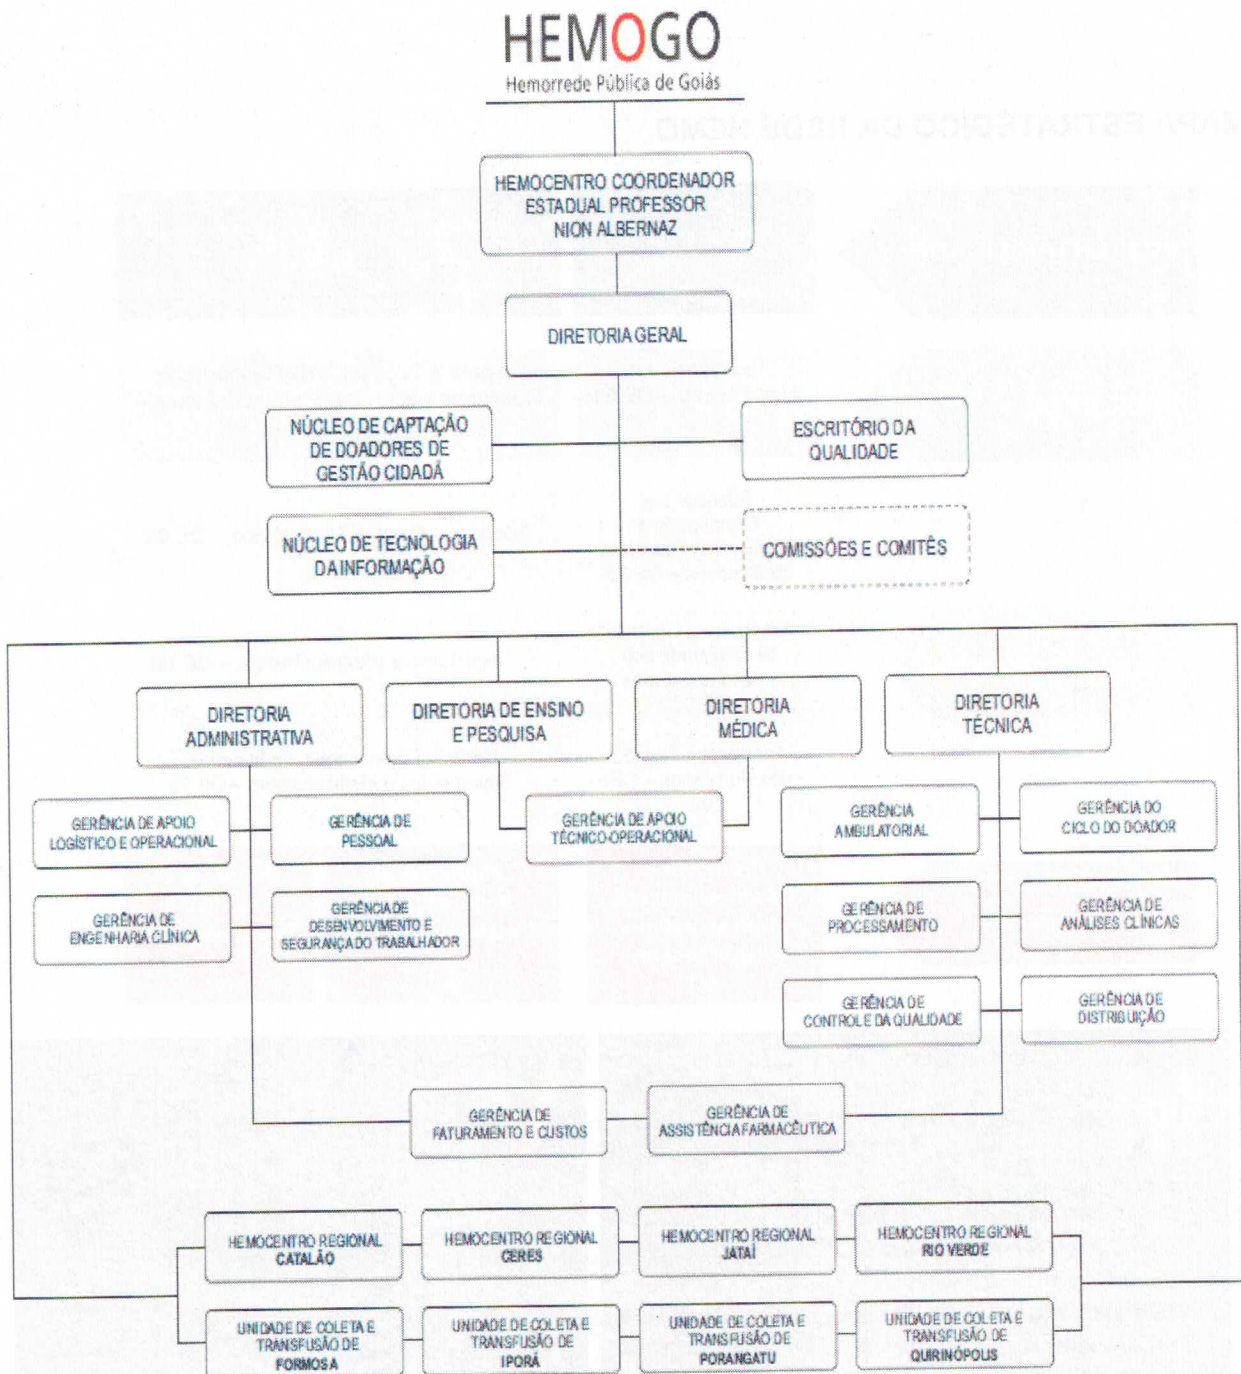 HEMOGO
Hemorrede Pública de Goiás
MAPA ESTRATÉGICO DA REDE HEMO
HEMOCENTRO COORDENADOR
ESTADUAL PROFESSOR
NION ALBERNAZ
DIRETORIA GERAL
NÚCLEO DE CAPTAÇÃO
DE DOADORES DE
GESTÃO CIDADÃ
ESCRITÓRIO DA
QUALIDADE
NÚCLEO DE TECNOLOGIA
DA INFORMAÇÃO
COMISSÕES E COMITÊS
DIRETORIA
ADMINISTRATIVA
DIRETORIA DE ENSINO
E PESQUISA
DIRETORIA
MÉDICA
DIRETORIA
TÉCNICA
GERÊNCIA DE APOIO
LOGÍSTICO E OPERACIONAL
GERÊNCIA DE
PESSOAL
GERÊNCIA DE APOIO
TÉCNICO-OPERACIONAL
GERÊNCIA
AMBULATORIAL
GERÊNCIA DO
CICLO DO DOADOR
GERÊNCIA DE
ENGENHARIA CLÍNICA
GERÊNCIA DE
DESENVOLVIMENTO E
SEGURANÇA DO TRABALHADOR
GERÊNCIA DE
PROCESSAMENTO
GERÊNCIA DE
ANÁLISES CLÍNICAS
GERÊNCIA DE
CONTROLE DA QUALIDADE
GERÊNCIA DE
DISTRIBUIÇÃO
GERÊNCIA DE
FATURAMENTO E CUSTOS
GERÊNCIA DE
ASSISTÊNCIA FARMACÊUTICA
HEMOCENTRO REGIONAL
CATALÃO
HEMOCENTRO REGIONAL
CERES
HEMOCENTRO REGIONAL
JATAÍ
HEMOCENTRO REGIONAL
RIO VERDE
UNIDADE DE COLETA E
TRANSFUSÃO DE
FORMOSA
UNIDADE DE COLETA E
TRANSFUSÃO DE
IPORÁ
UNIDADE DE COLETA E
TRANSFUSÃO DE
PORANGATU
UNIDADE DE COLETA E
TRANSFUSÃO DE
QUIRINÓPOLIS